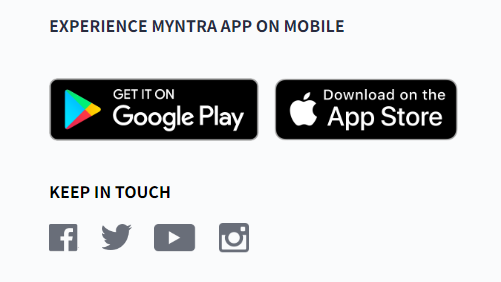 EXPERIENCE MYNTRA APP ON MOBILE
GET IT ON
Google Play
Download on the
App Store
KEEP IN TOUCH